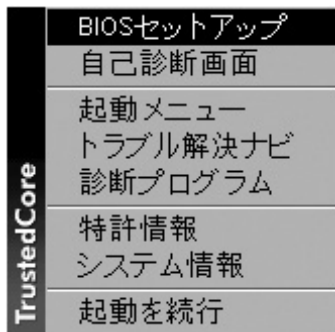 BIOSセットアップ
自己診断画面
起動メニュー
トラブル解決ナビ
診断プログラム
特許情報
システム情報
起動を続行
TrustedCore